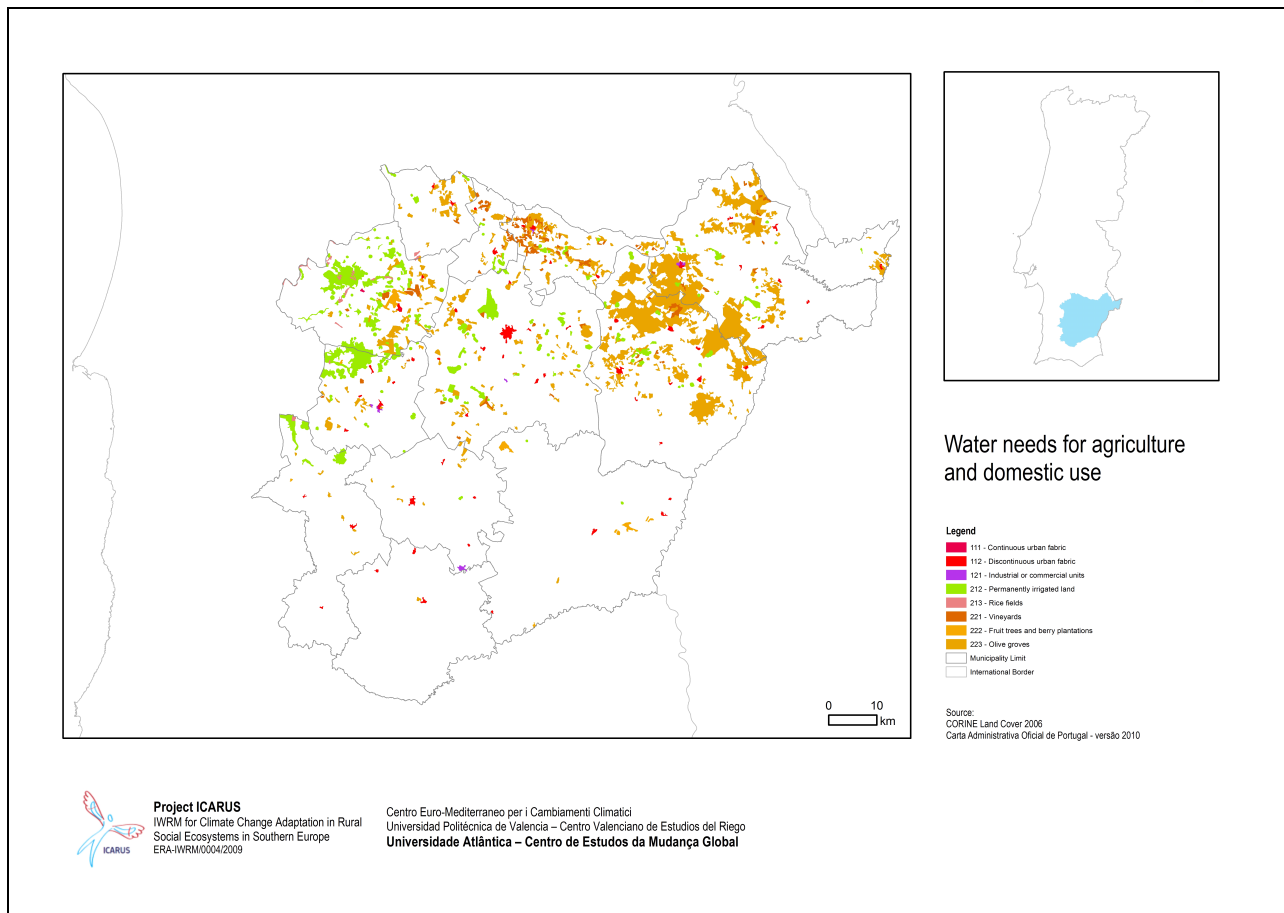 0 10
km
Water needs for agriculture
and domestic use
Legend
111 - Continuous urban fabric
112 - Discontinuous urban fabric
121 - Industrial or commercial units
212 - Permanently irrigated land
213 - Rice fields
221 - Vineyards
222 - Fruit trees and berry plantations
223 - Olive groves
Municipality Limit
International Border
Source:
CORINE Land Cover 2006
Carta Administrativa Oficial de Portugal - versão 2010
ICARUS
Project ICARUS
IWRM for Climate Change Adaptation in Rural
Social Ecosystems in Southern Europe
ERA-IWRM/0004/2009
Centro Euro-Mediterraneo per i Cambiamenti Climatici
Universidad Politécnica de Valencia – Centro Valenciano de Estudios del Riego
Universidade Atlântica – Centro de Estudos da Mudança Global